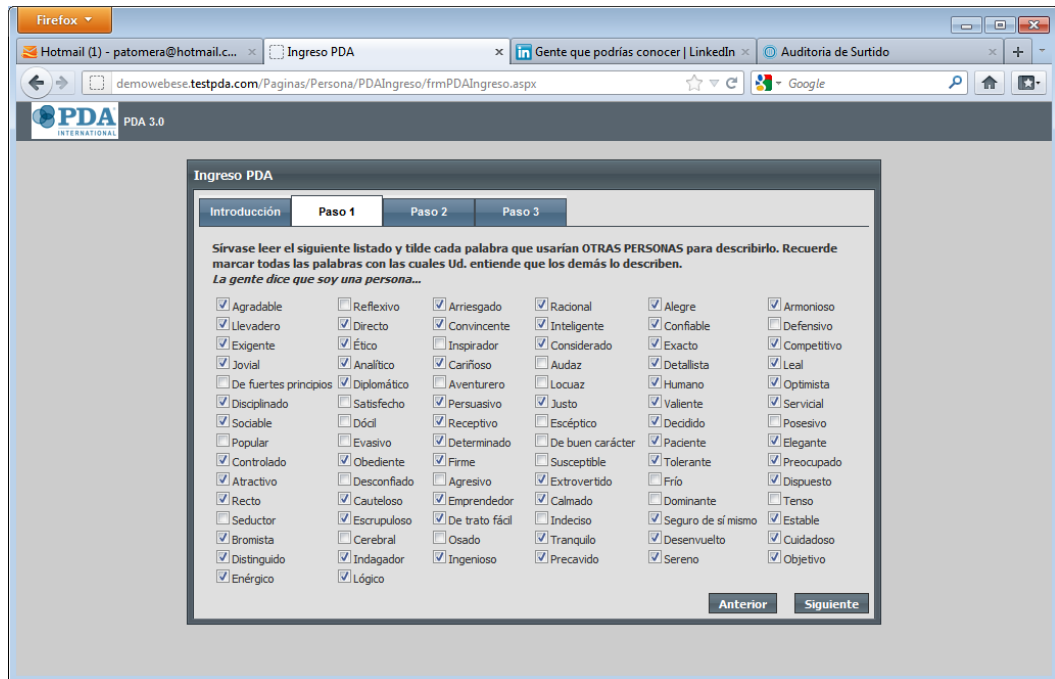 Firefox
Hotmail (1) - patomera@hotmail.c...
Ingreso PDA
in Gente que podrías conocer | LinkedIn
Auditoria de Surtido
demowebese.testpda.com/Paginas/Persona/PDAIngreso/frmPDAIngreso.aspx
Google
PDA INTERNATIONAL
PDA 3.0
Ingreso PDA
Introducción Paso 1 Paso 2 Paso 3
Sírvase leer el siguiente listado y tilde cada palabra que usarían OTRAS PERSONAS para describirlo. Recuerde
marcar todas las palabras con las cuales Ud. entiende que los demás lo describen.
La gente dice que soy una persona...
Agradable Reflexivo Arriesgado Racional Alegre Armonioso
Llevadero Directo Convincente Inteligente Confiable Defensivo
Exigente Ético Inspirador Considerado Exacto Competitivo
Jovial Analítico Cariñoso Audaz Detallista Leal
De fuertes principios Diplomático Aventurero Locuaz Humano Optimista
Disciplinado Satisfecho Persuasivo Justo Valiente Servicial
Sociable Dócil Receptivo Escéptico Decidido Posesivo
Popular Evasivo Determinado De buen carácter Paciente Elegante
Controlado Obediente Firme Susceptible Tolerante Preocupado
Atractivo Desconfiado Agresivo Extrovertido Frío Dispuesto
Recto Cauteloso Emprendedor Calmado Dominante Tenso
Seductor Escrupuloso De trato fácil Indeciso Seguro de sí mismo Estable
Bromista Cerebral Osado Tranquilo Desenvuelto Cuidadoso
Distinguido Indagador Ingenioso Precavido Sereno Objetivo
Enérgico Lógico
Anterior Siguiente